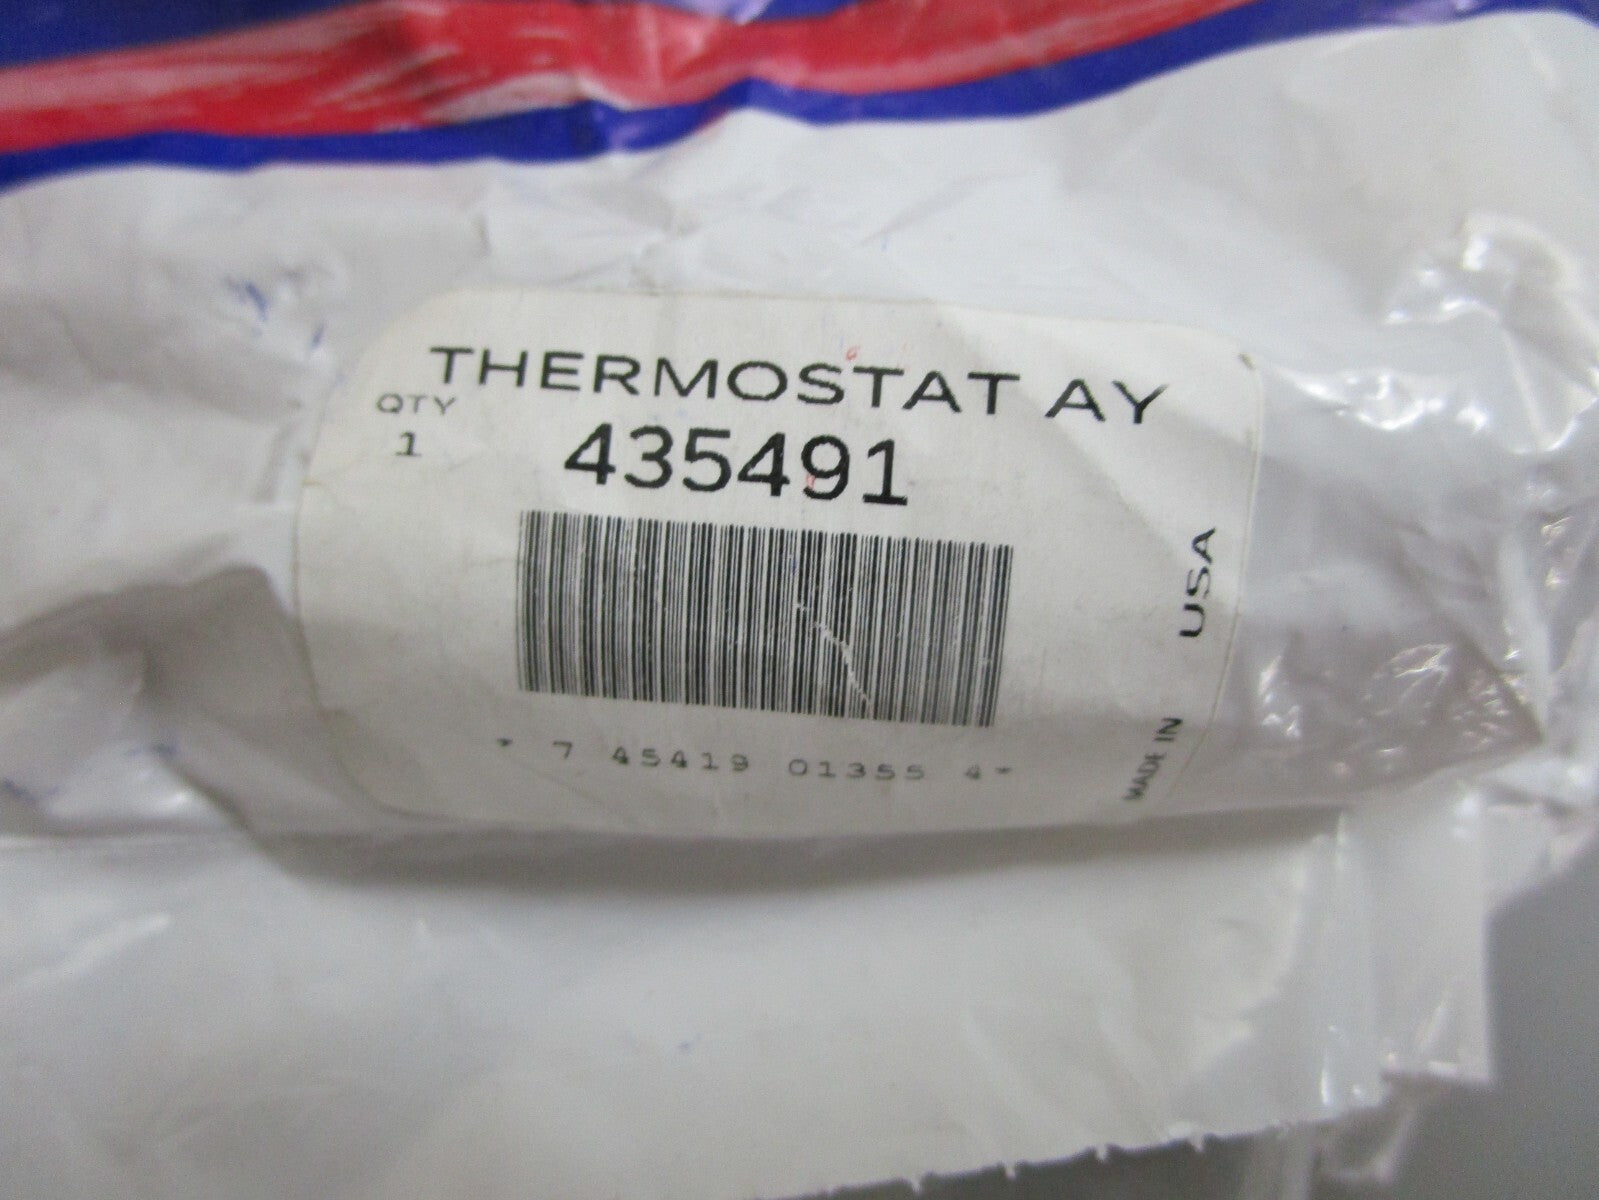 THERMOSTAT AY
QTY
1
435491
* 7 45419 01355 4 *
MADE IN USA